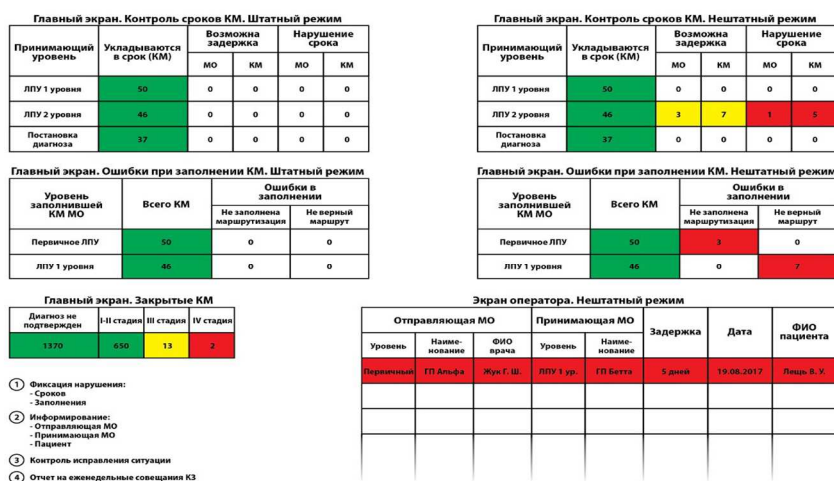 Главный экран. Контроль сроков КМ. Штатный режим
Принимающий уровень
Укладываются в срок (КМ)
Возможна задержка
Нарушение срока
МО КМ МО КМ
ЛПУ 1 уровня 50 0 0 0 0
ЛПУ 2 уровня 46 0 0 0 0
Постановка диагноза 37 0 0 0 0
Главный экран. Контроль сроков КМ. Нештатный режим
Принимающий уровень
Укладываются в срок (КМ)
Возможна задержка
Нарушение срока
МО КМ МО КМ
ЛПУ 1 уровня 50 0 0 0 0
ЛПУ 2 уровня 46 3 7 1 5
Постановка диагноза 37 0 0 0 0
Главный экран. Ошибки при заполнении КМ. Штатный режим
Уровень заполнившей КМ МО
Всего КМ
Ошибки в заполнении
Не заполнена маршрутизация
Не верный маршрут
Первичное ЛПУ 50 0 0
ЛПУ 1 уровня 46 0 0
Главный экран. Ошибки при заполнении КМ. Нештатный режим
Уровень заполнившей КМ МО
Всего КМ
Ошибки в заполнении
Не заполнена маршрутизация
Не верный маршрут
Первичное ЛПУ 50 3 0
ЛПУ 1 уровня 46 0 7
Главный экран. Закрытые КМ
Диагноз не подтвержден
I-II стадия III стадия IV стадия
1370 650 13 2
1 Фиксация нарушения:
- Сроков
- Заполнения
2 Информирование:
- Отправляющая МО
- Принимающая МО
- Пациент
3 Контроль исправления ситуации
4 Отчет на еженедельные совещания КЗ
Экран оператора. Нештатный режим
Отправляющая МО Принимающая МО Задержка Дата ФИО пациента
Уровень Наиме-нование ФИО врача Уровень Наиме-нование
Первичный ГП Альфа Жук Г. Ш. ЛПУ 1 ур. ГП Бетта 5 дней 19.08.2017 Лещь В. У.